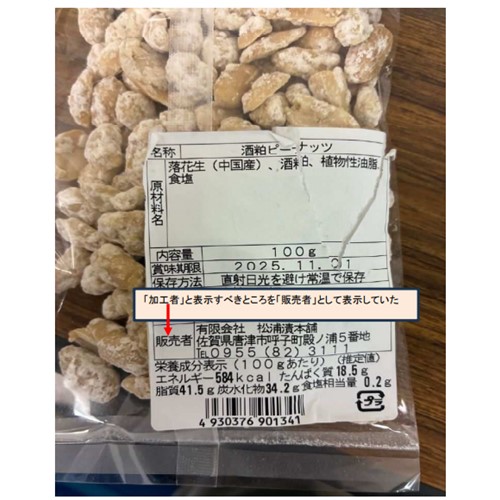 名称 酒粕ピーナッツ
原材料名 落花生（中国産）、酒粕、植物性油脂、
食塩
内容量 100g
賞味期限 2025.11.01
保存方法 直射日光を避け常温で保存
「加工者」と表示すべきところを「販売者」として表示していた
販売者 有限会社 松浦漬本舗
佐賀県唐津市呼子町殿ノ浦5番地
TEL 0955(82)3111
栄養成分表示（100gあたり）（推定値）
エネルギー584kcal たんぱく質18.5g
脂質41.5g 炭水化物34.2g 食塩相当量 0.2g
4 930376 901341
プラ